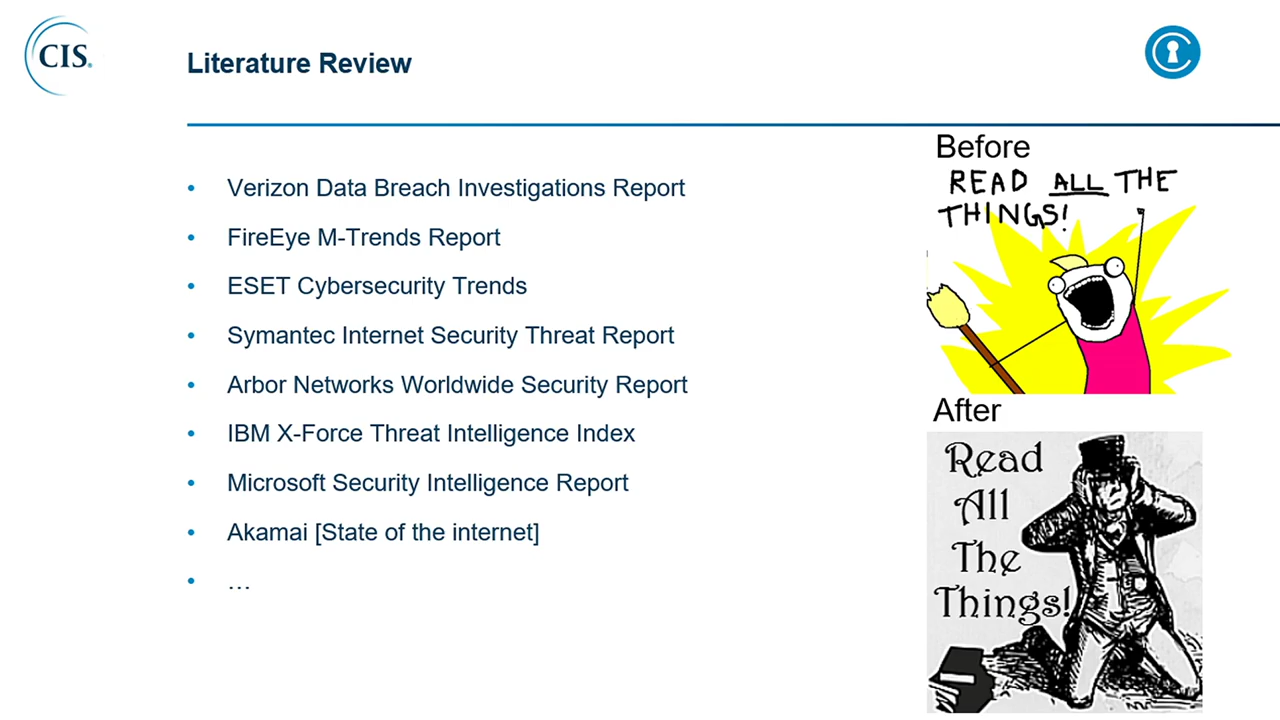 CIS.
Literature Review
• Verizon Data Breach Investigations Report
• FireEye M-Trends Report
• ESET Cybersecurity Trends
• Symantec Internet Security Threat Report
• Arbor Networks Worldwide Security Report
• IBM X-Force Threat Intelligence Index
• Microsoft Security Intelligence Report
• Akamai [State of the internet]
• …
Before
READ ALL THE
THINGS!
After
Read
All
The
Things!